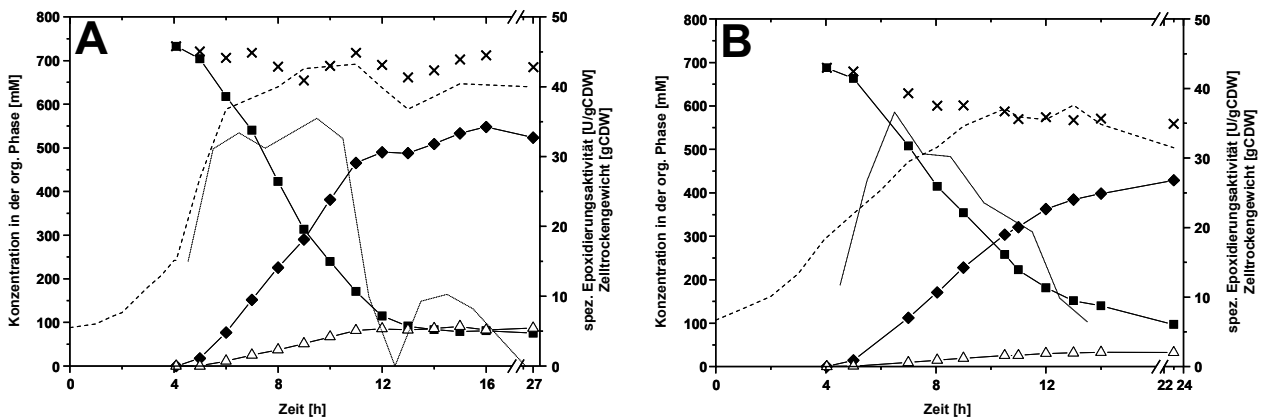 A
800
700
600
500
400
300
200
100
0
0 4 8 12 16 27
50
40
30
20
10
0
Konzentration in der org. Phase [mM]
Zeit [h]
spez. Epoxidierungsaktivität [U/gCDW]
Zelltrockengewicht [gCDW]
B
800
700
600
500
400
300
200
100
0
0 4 8 12 22 24
50
40
30
20
10
0
Konzentration in der org. Phase [mM]
Zeit [h]
spez. Epoxidierungsaktivität [U/gCDW]
Zelltrockengewicht [gCDW]